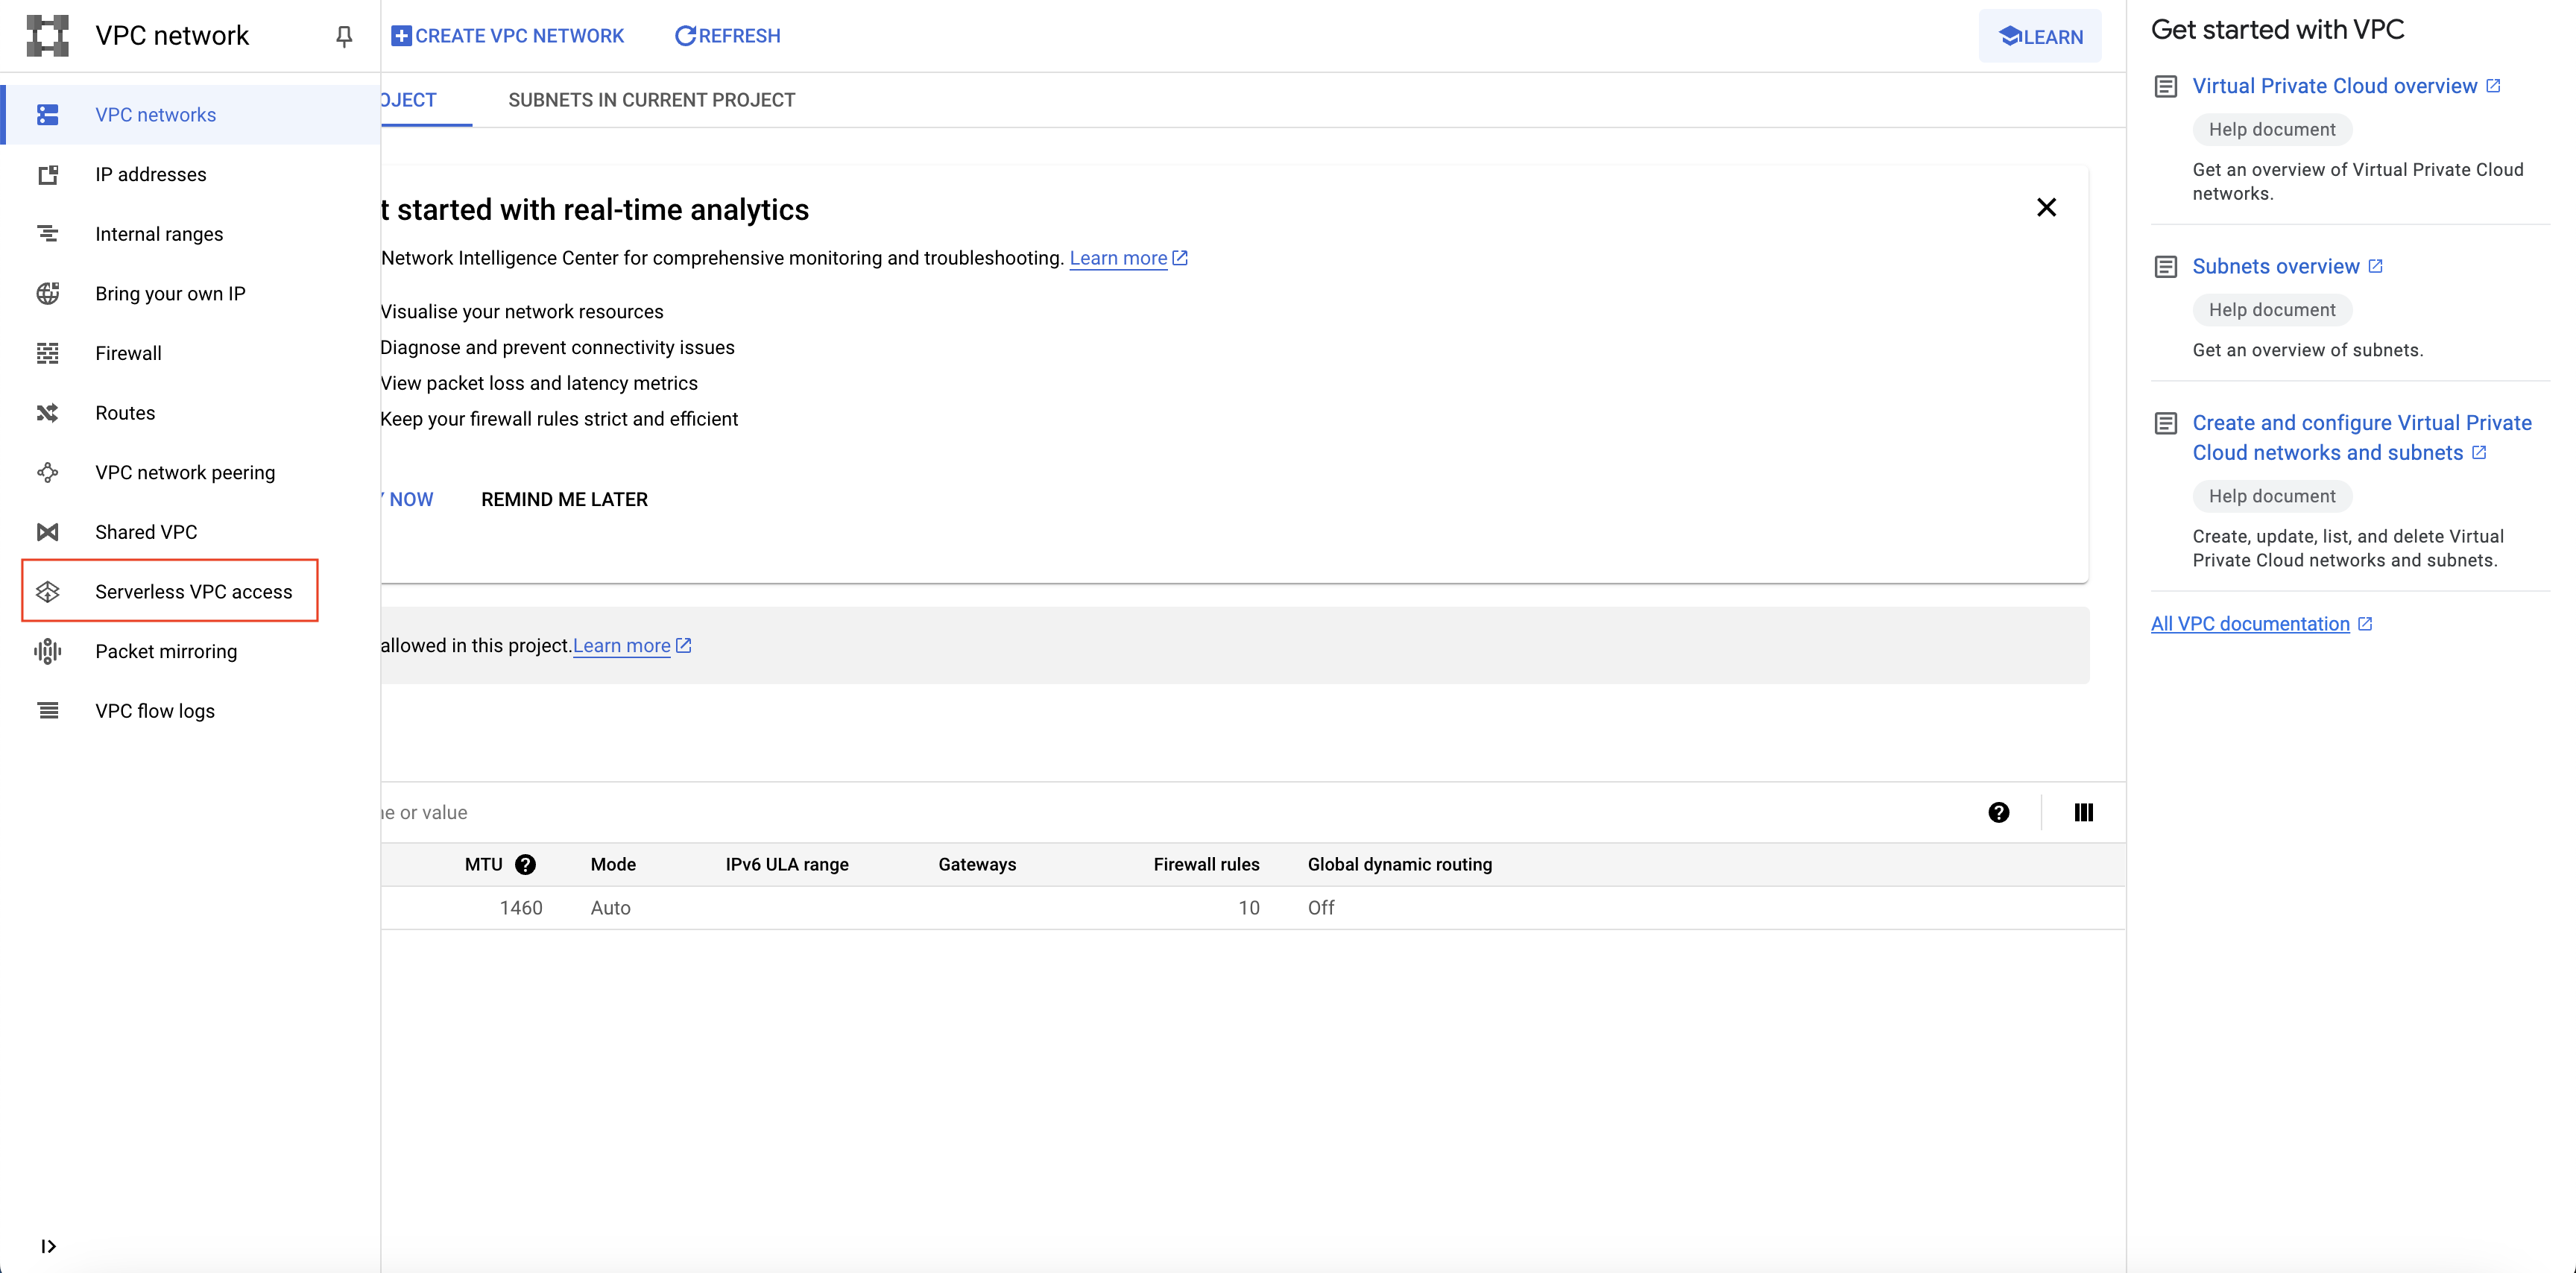 VPC network
CREATE VPC NETWORK
REFRESH
LEARN
VPC networks
IP addresses
Internal ranges
Bring your own IP
Firewall
Routes
VPC network peering
Shared VPC
Serverless VPC access
Packet mirroring
VPC flow logs
OJECT
SUBNETS IN CURRENT PROJECT
t started with real-time analytics
Network Intelligence Center for comprehensive monitoring and troubleshooting. Learn more
Visualise your network resources
Diagnose and prevent connectivity issues
View packet loss and latency metrics
Keep your firewall rules strict and efficient
Y NOW
REMIND ME LATER
allowed in this project.Learn more
ne or value
MTU Mode IPv6 ULA range Gateways Firewall rules Global dynamic routing
1460 Auto 10 Off
Get started with VPC
Virtual Private Cloud overview
Help document
Get an overview of Virtual Private Cloud
networks.
Subnets overview
Help document
Get an overview of subnets.
Create and configure Virtual Private
Cloud networks and subnets
Help document
Create, update, list, and delete Virtual
Private Cloud networks and subnets.
All VPC documentation